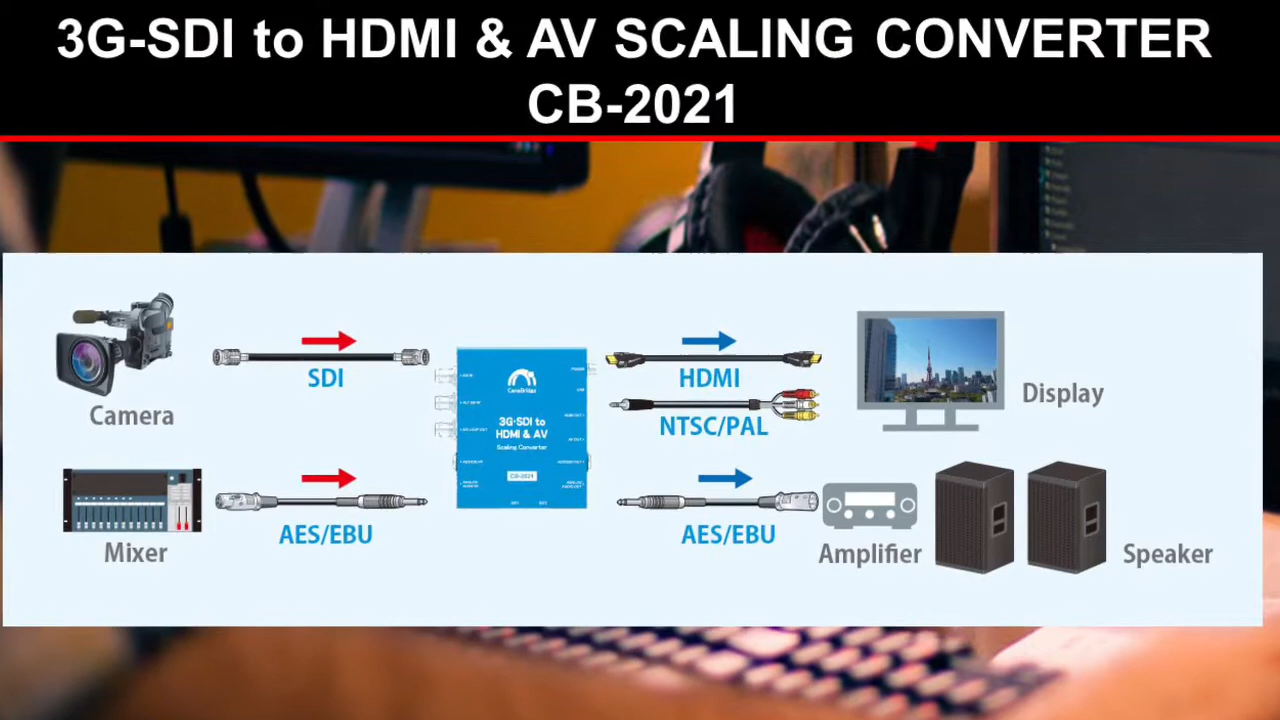 3G-SDI to HDMI & AV SCALING CONVERTER
CB-2021
SDI
HDMI
Camera
NTSC/PAL
Display
3G-SDI to
HDMI & AV
Scaling Converter
CB-2021
AES/EBU
AES/EBU
Mixer
Amplifier
Speaker